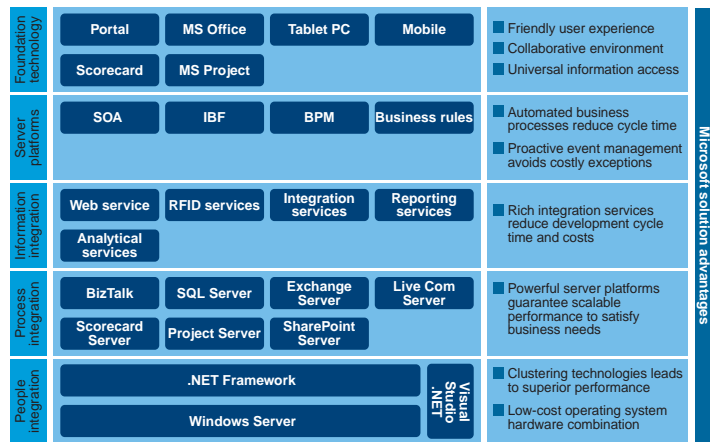 Foundation
technology
Portal
MS Office
Tablet PC
Mobile
Scorecard
MS Project
Friendly user experience
Collaborative environment
Universal information access
Server
platforms
SOA
IBF
BPM
Business rules
Automated business
processes reduce cycle time
Proactive event management
avoids costly exceptions
Information
integration
Web service
RFID services
Integration
services
Reporting
services
Analytical
services
Rich integration services
reduce development cycle
time and costs
Process
integration
BizTalk
SQL Server
Exchange
Server
Live Com
Server
Scorecard
Server
Project Server
SharePoint
Server
Powerful server platforms
guarantee scalable
performance to satisfy
business needs
People
integration
.NET Framework
Windows Server
Visual
Studio
.NET
Clustering technologies leads
to superior performance
Low-cost operating system
hardware combination
Microsoft solution advantages